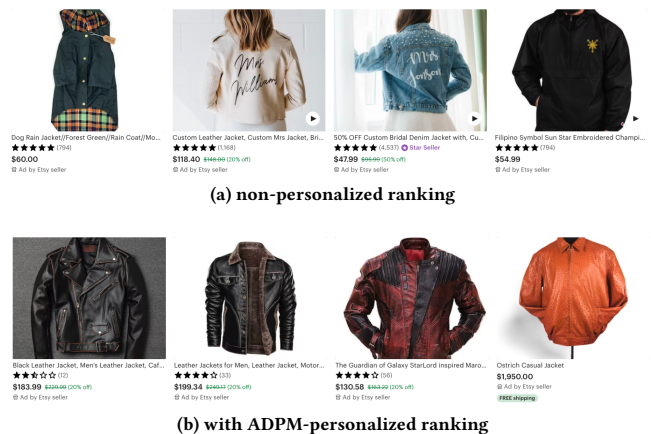 Mrs
William
Mrs
Jonson
Dog Rain Jacket//Forest Green//Rain Coat//Mo...
Custom Leather Jacket, Custom Mrs Jacket, Bri...
50% OFF Custom Bridal Denim Jacket with, Cu...
Filipino Symbol Sun Star Embroidered Champi...
(794)
(1,168)
(4,537) Star Seller
(794)
$60.00
$118.40 $148.00 (20% off)
$47.99 $95.99 (50% off)
$54.99
Ad by Etsy seller
Ad by Etsy seller
Ad by Etsy seller
Ad by Etsy seller
(a) non-personalized ranking
Black Leather Jacket, Men's Leather Jacket, Caf...
Leather Jackets for Men, Leather Jacket, Motor...
The Guardian of Galaxy StarLord inspired Maro...
Ostrich Casual Jacket
(12)
(33)
(56)
$1,950.00
$183.99 $229.99 (20% off)
$199.34 $249.17 (20% off)
$130.58 $163.22 (20% off)
Ad by Etsy seller
Ad by Etsy seller
Ad by Etsy seller
Ad by Etsy seller
FREE shipping
(b) with ADPM-personalized ranking